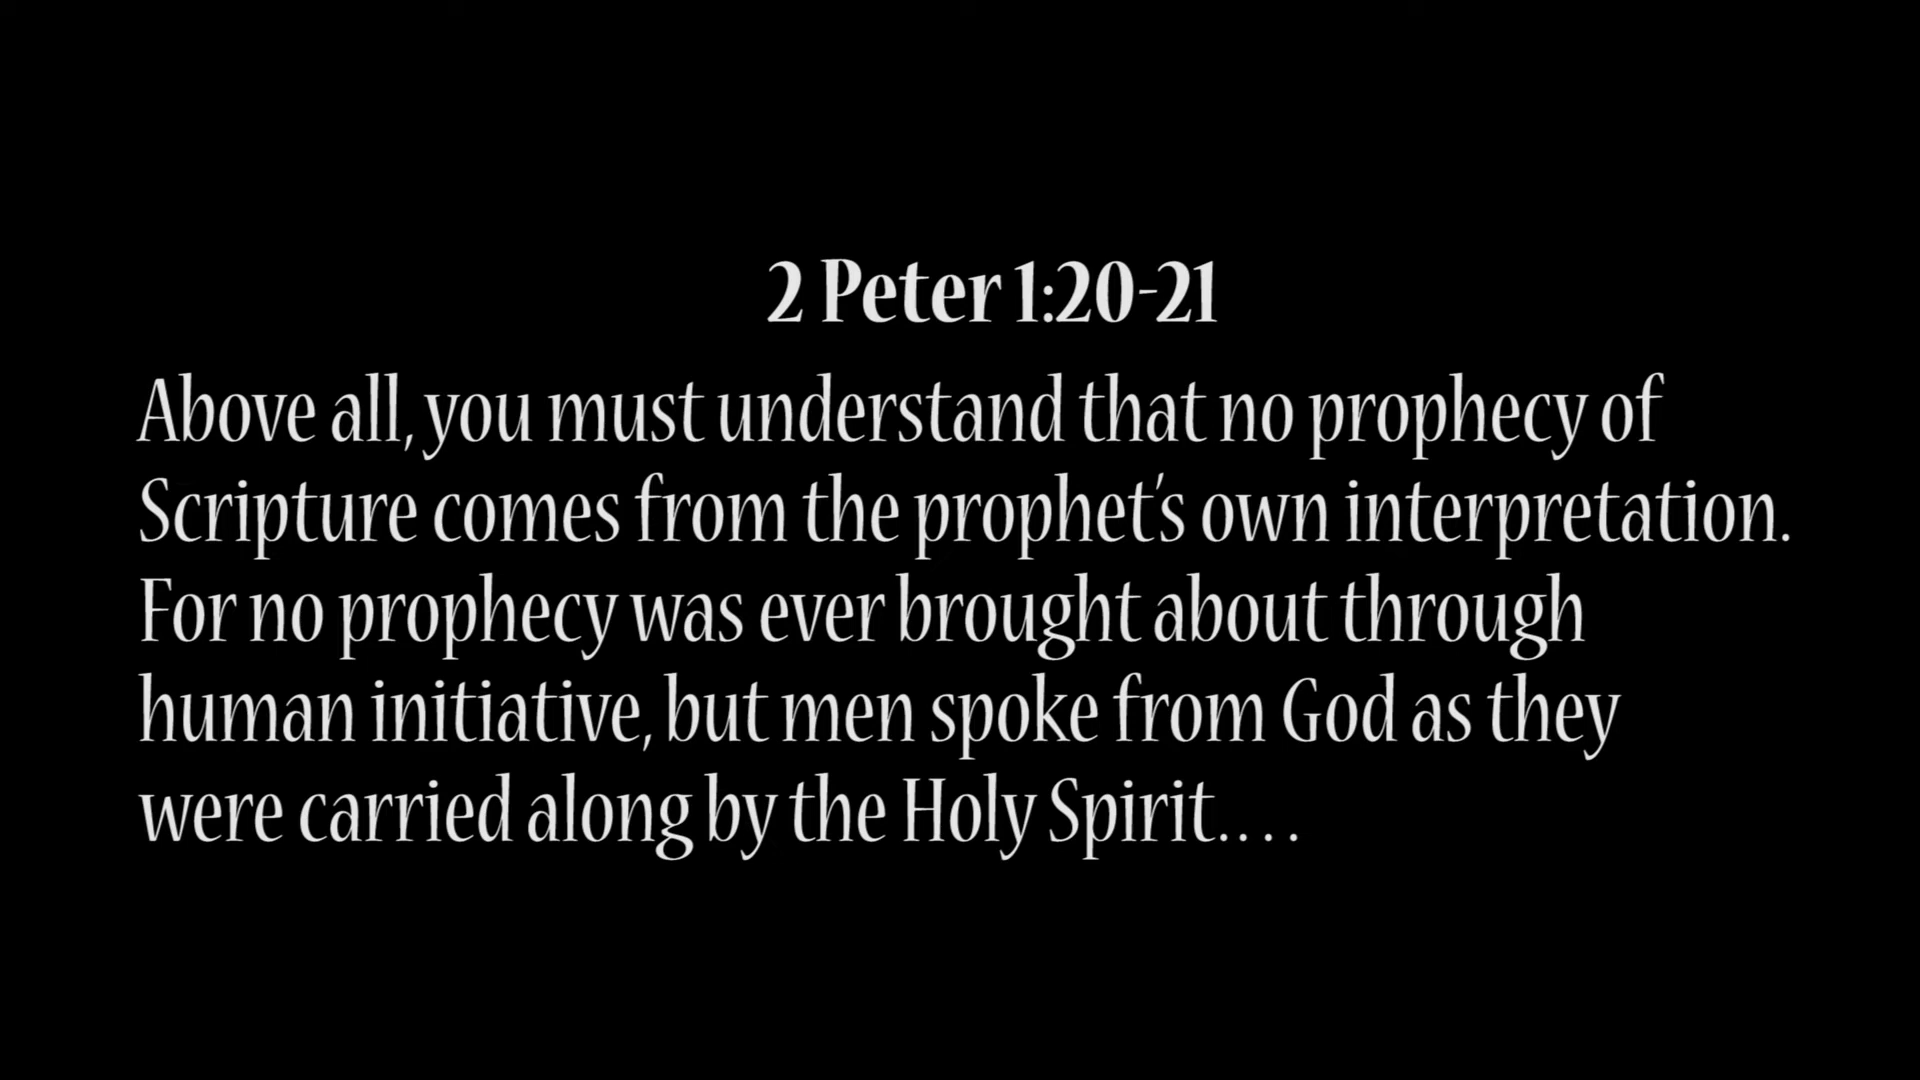 2 Peter 1:20-21
Above all, you must understand that no prophecy of
Scripture comes from the prophet's own interpretation.
For no prophecy was ever brought about through
human initiative, but men spoke from God as they
were carried along by the Holy Spirit….